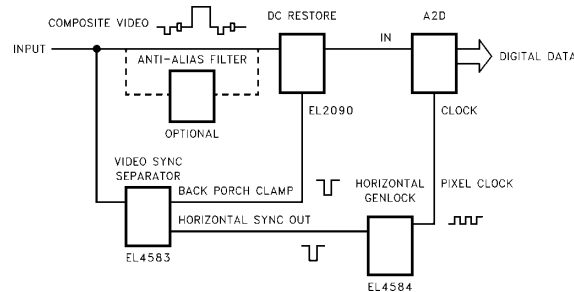 COMPOSITE VIDEO
DC RESTORE
A2D
INPUT
ANTI-ALIAS FILTER
IN
DIGITAL DATA
OPTIONAL
EL2090
CLOCK
VIDEO SYNC
SEPARATOR
BACK PORCH CLAMP
HORIZONTAL
GENLOCK
PIXEL CLOCK
HORIZONTAL SYNC OUT
EL4583
EL4584